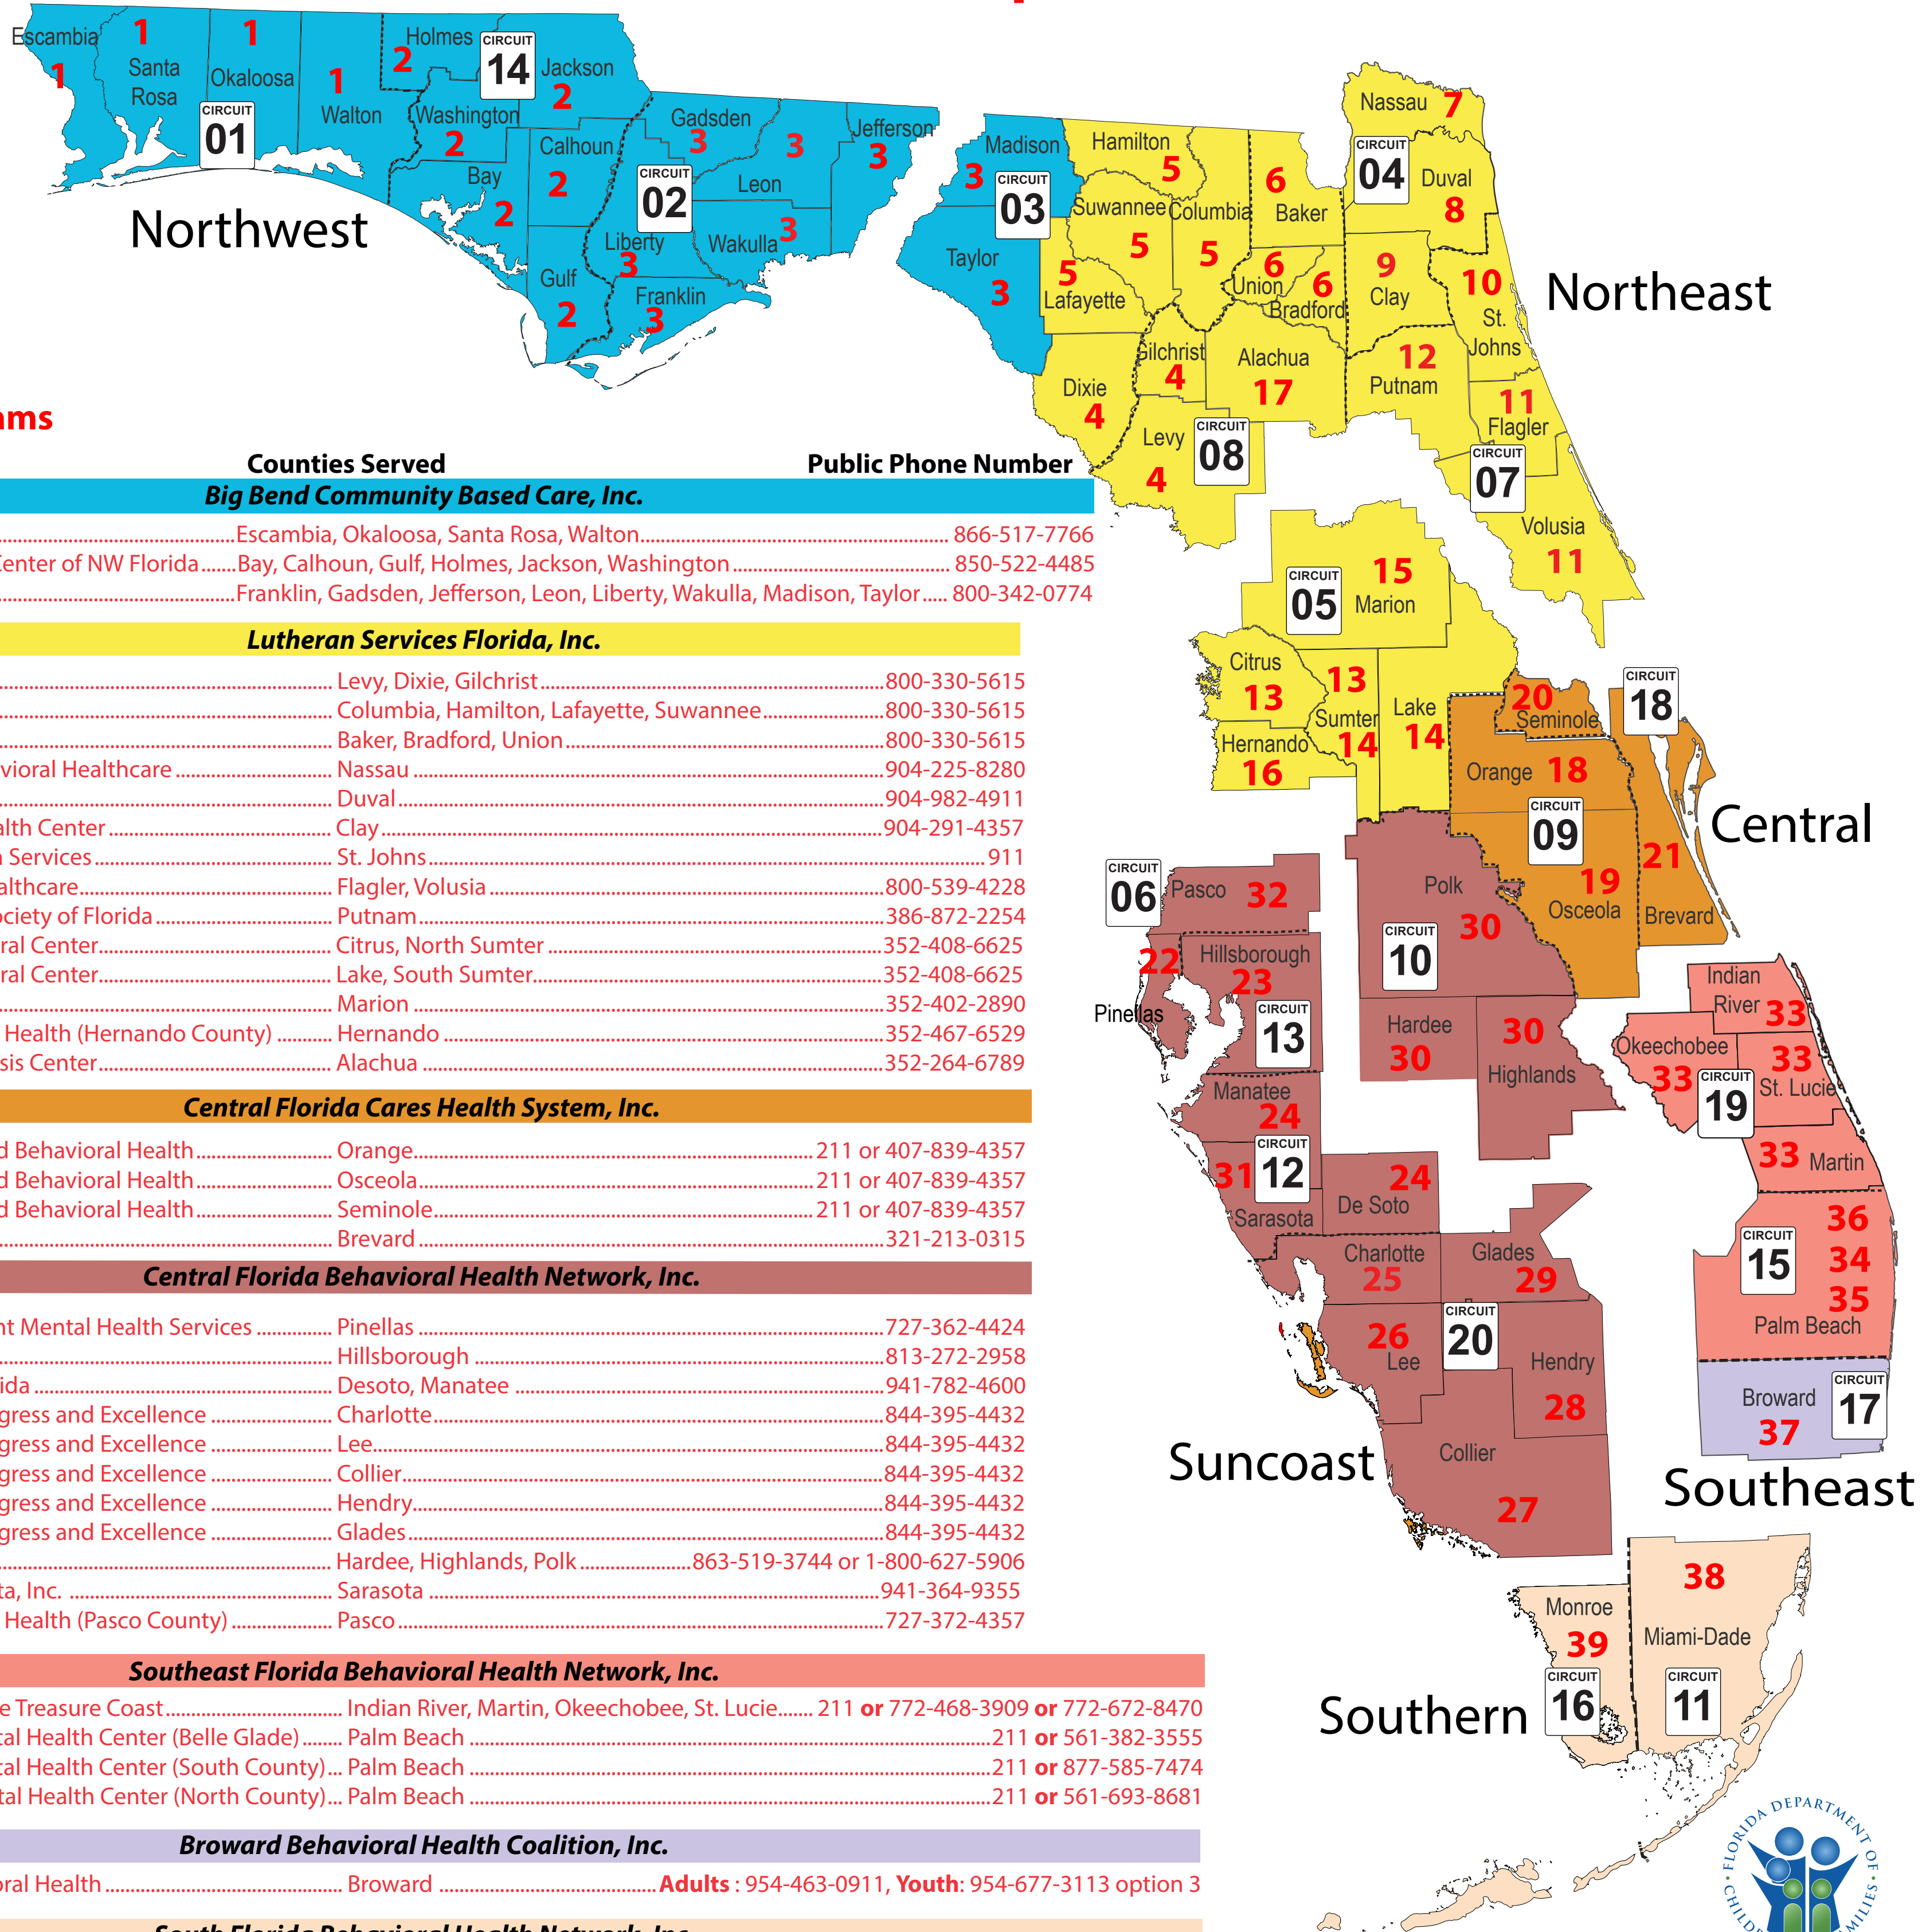 Escambia
1
1
Santa
Rosa
1
Okaloosa
CIRCUIT
01
1
Walton
Holmes
2
CIRCUIT
14
Jackson
2
Washington
2
Calhoun
2
Bay
2
Gulf
2
Gadsden
3
CIRCUIT
02
3
Leon
Jefferson
3
Liberty
3
Wakulla 3
Franklin
3
Northwest
Madison
3
CIRCUIT
03
Taylor
3
Hamilton
5
Suwannee
5
Columbia
5
5
Lafayette
6
Baker
6
Union
6
Bradford
Nassau 7
CIRCUIT
04
Duval
8
9
Clay
10
St.
Johns
Northeast
Gilchrist
4
Alachua
17
12
Putnam
11
Flagler
Dixie
4
Levy
4
CIRCUIT
08
CIRCUIT
07
Volusia
11
ams
Counties Served Public Phone Number
Big Bend Community Based Care, Inc.
Escambia, Okaloosa, Santa Rosa, Walton 866-517-7766
Center of NW Florida Bay, Calhoun, Gulf, Holmes, Jackson, Washington 850-522-4485
Franklin, Gadsden, Jefferson, Leon, Liberty, Wakulla, Madison, Taylor 800-342-0774
Lutheran Services Florida, Inc.
Levy, Dixie, Gilchrist 800-330-5615
Columbia, Hamilton, Lafayette, Suwannee 800-330-5615
Baker, Bradford, Union 800-330-5615
vioral Healthcare Nassau 904-225-8280
Duval 904-982-4911
alth Center Clay 904-291-4357
Services St. Johns 911
althcare Flagler, Volusia 800-539-4228
ociety of Florida Putnam 386-872-2254
ral Center Citrus, North Sumter 352-408-6625
ral Center Lake, South Sumter 352-408-6625
Marion 352-402-2890
Health (Hernando County) Hernando 352-467-6529
sis Center Alachua 352-264-6789
Central Florida Cares Health System, Inc.
d Behavioral Health Orange 211 or 407-839-4357
d Behavioral Health Osceola 211 or 407-839-4357
d Behavioral Health Seminole 211 or 407-839-4357
Brevard 321-213-0315
Central Florida Behavioral Health Network, Inc.
nt Mental Health Services Pinellas 727-362-4424
Hillsborough 813-272-2958
ida Desoto, Manatee 941-782-4600
gress and Excellence Charlotte 844-395-4432
gress and Excellence Lee 844-395-4432
gress and Excellence Collier 844-395-4432
gress and Excellence Hendry 844-395-4432
gress and Excellence Glades 844-395-4432
Hardee, Highlands, Polk 863-519-3744 or 1-800-627-5906
ta, Inc. Sarasota 941-364-9355
Health (Pasco County) Pasco 727-372-4357
Southeast Florida Behavioral Health Network, Inc.
e Treasure Coast Indian River, Martin, Okeechobee, St. Lucie 211 or 772-468-3909 or 772-672-8470
tal Health Center (Belle Glade) Palm Beach 211 or 561-382-3555
tal Health Center (South County) Palm Beach 211 or 877-585-7474
tal Health Center (North County) Palm Beach 211 or 561-693-8681
Broward Behavioral Health Coalition, Inc.
oral Health Broward Adults : 954-463-0911, Youth: 954-677-3113 option 3
South Florida Behavioral Health Network, Inc.
15
CIRCUIT
05
Marion
Citrus
13
13
Sumter
14
Lake
14
Hernando
16
20
Seminole
CIRCUIT
18
Orange 18
CIRCUIT
09
19
Osceola
21
Brevard
Central
CIRCUIT
06
Pasco 32
Polk
30
CIRCUIT
10
22
Pinellas
Hillsborough
23
CIRCUIT
13
Hardee
30
30
Highlands
Manatee
24
CIRCUIT
12
31
Sarasota
24
De Soto
Charlotte
25
Glades
29
26
Lee
CIRCUIT
20
Hendry
28
Collier
27
Suncoast
Indian
River 33
Okeechobee
33
33
St. Lucie
CIRCUIT
19
33 Martin
36
CIRCUIT
15
34
35
Palm Beach
Broward
37
CIRCUIT
17
Southeast
38
Monroe
39
Miami-Dade
CIRCUIT
16
CIRCUIT
11
Southern
FLORIDA DEPARTMENT OF